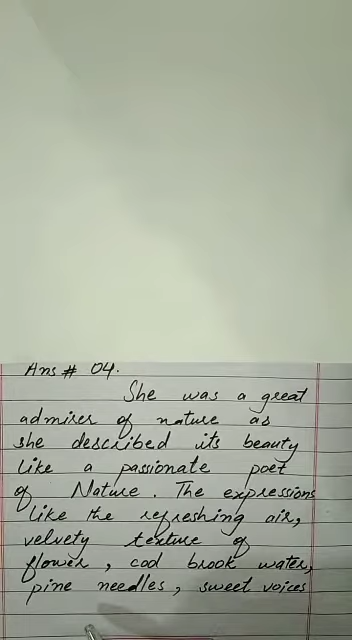 Ans # 04.
She was a great
admirer of nature as
she described its beauty
like a passionate poet
of Nature. The expressions
like the refreshing air,
velvety texture of
flower, cod brook water,
pine needles, sweet voices